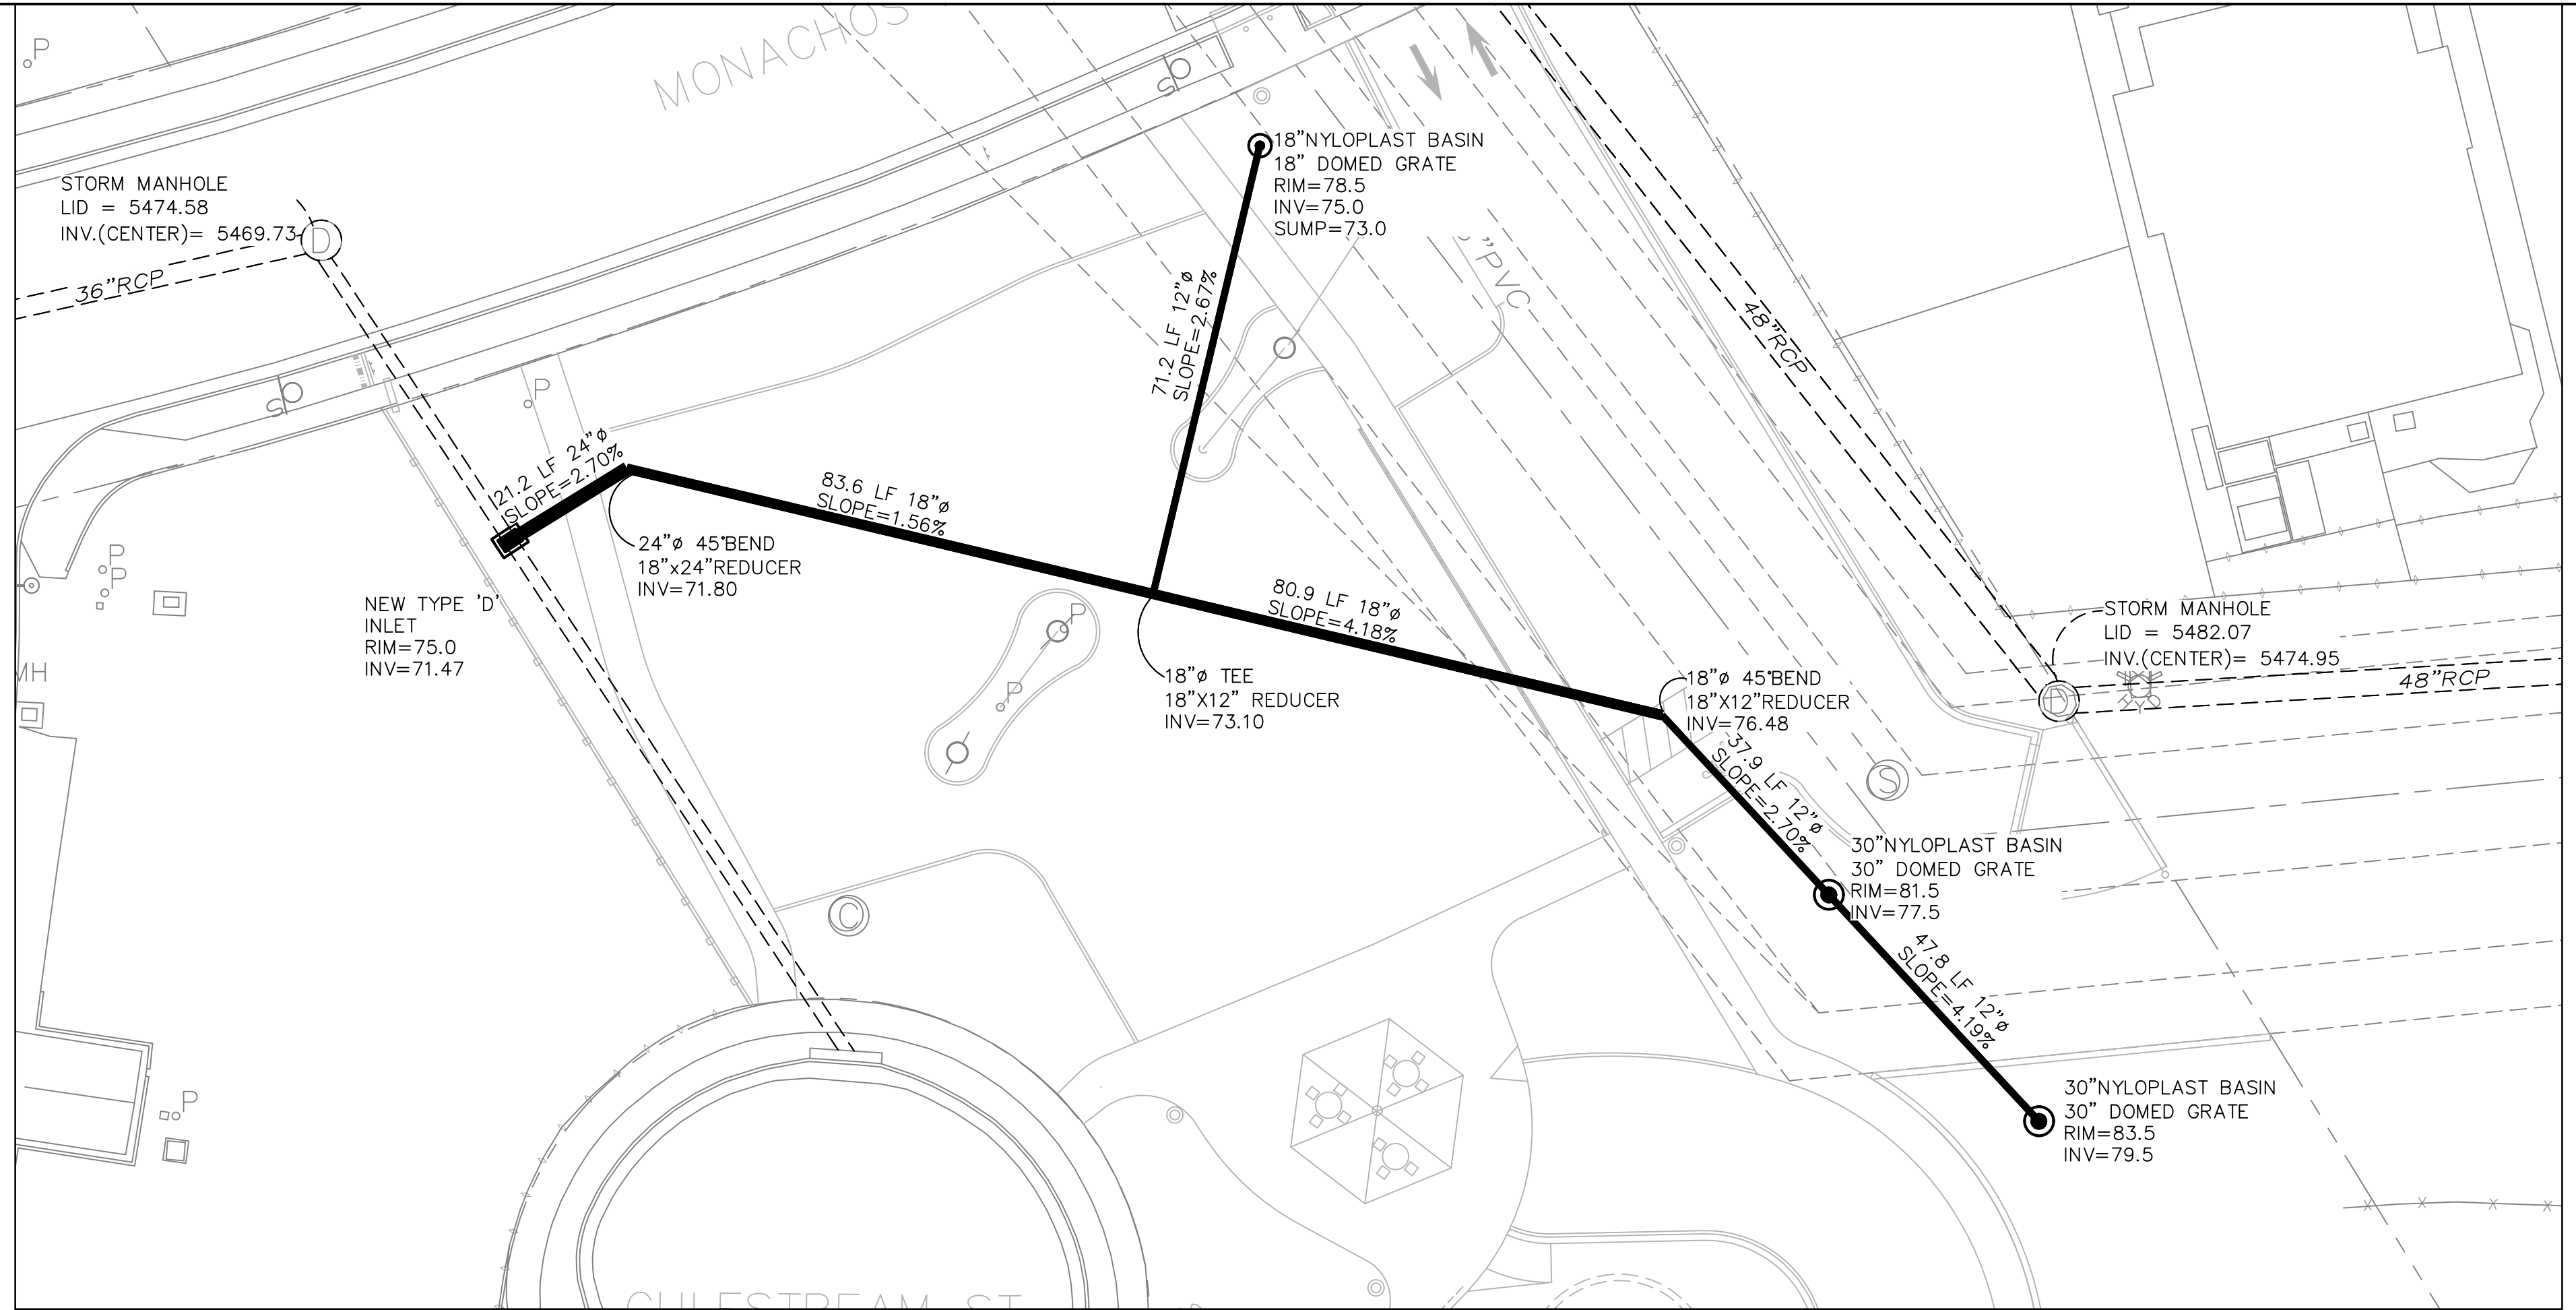 MONACHOS
P
SD
STORM MANHOLE
LID = 5474.58
INV.(CENTER)= 5469.73
D
36"RCP
18"NYLOPLAST BASIN
18" DOMED GRATE
RIM=78.5
INV=75.0
SUMP=73.0
"PVC
48"RCP
71.2 LF 12"ø
SLOPE=2.67%
SD
P
21.2 LF 24"ø
SLOPE=2.70%
83.6 LF 18"ø
SLOPE=1.56%
24"ø 45°BEND
18"x24"REDUCER
INV=71.80
80.9 LF 18"ø
SLOPE=4.18%
P
P
NEW TYPE 'D'
INLET
RIM=75.0
INV=71.47
P
P
18"ø TEE
18"X12" REDUCER
INV=73.10
18"ø 45°BEND
18"X12"REDUCER
INV=76.48
STORM MANHOLE
LID = 5482.07
INV.(CENTER)= 5474.95
D
48"RCP
HYD
MH
37.9 LF 12"ø
SLOPE=2.70%
S
30"NYLOPLAST BASIN
30" DOMED GRATE
RIM=81.5
INV=77.5
C
47.8 LF 12"ø
SLOPE=4.19%
30"NYLOPLAST BASIN
30" DOMED GRATE
RIM=83.5
INV=79.5
P
GULFSTREAM ST